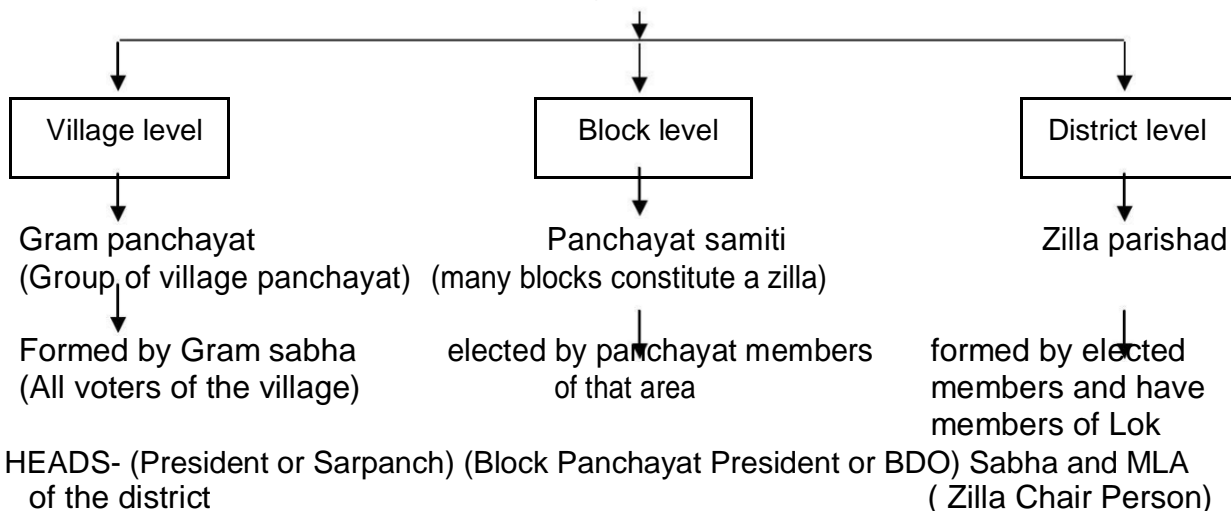 Village level
Block level
District level
Gram panchayat
(Group of village panchayat)
Panchayat samiti
(many blocks constitute a zilla)
Zilla parishad
Formed by Gram sabha
(All voters of the village)
elected by panchayat members
of that area
formed by elected
members and have
members of Lok
HEADS- (President or Sarpanch) (Block Panchayat President or BDO) Sabha and MLA
of the district
( Zilla Chair Person)